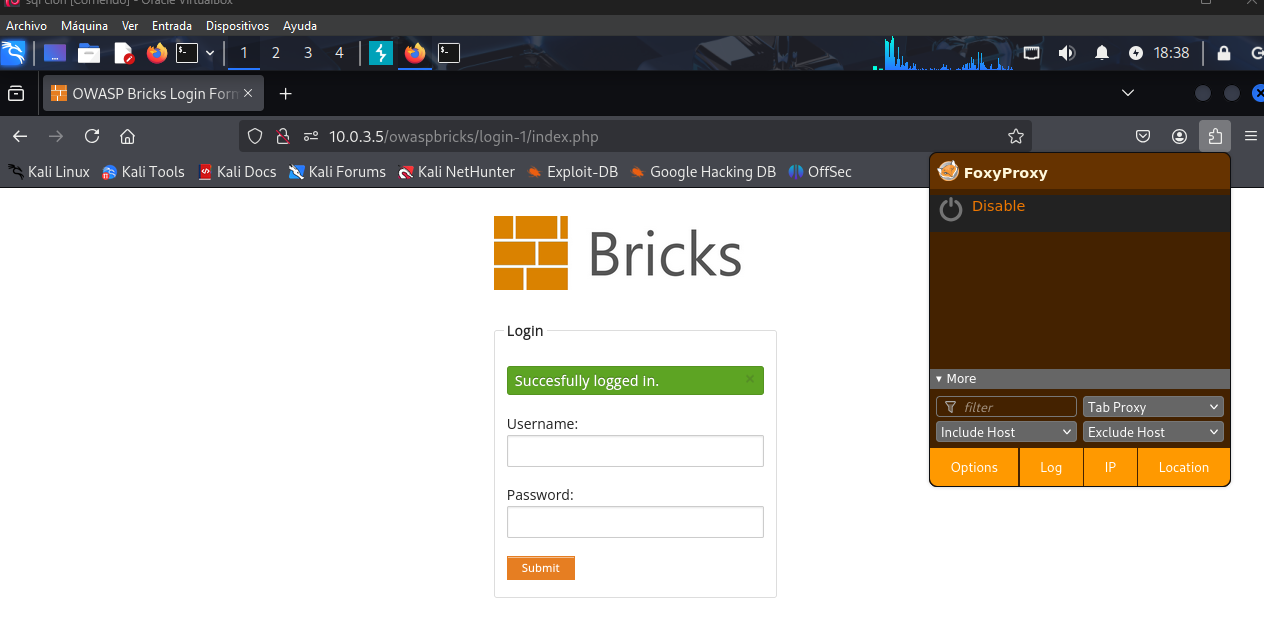 [Corriendo] - Oracle VirtualBox
Archivo Máquina Ver Entrada Dispositivos Ayuda
1 2 3 4 18:38
OWASP Bricks Login Form
10.0.3.5/owaspbricks/login-1/index.php
Kali Linux Kali Tools Kali Docs Kali Forums Kali NetHunter Exploit-DB Google Hacking DB OffSec
FoxyProxy
Disable
More
filter Tab Proxy
Include Host Exclude Host
Options Log IP Location
Bricks
Login
Succesfully logged in. ×
Username:
Password:
Submit